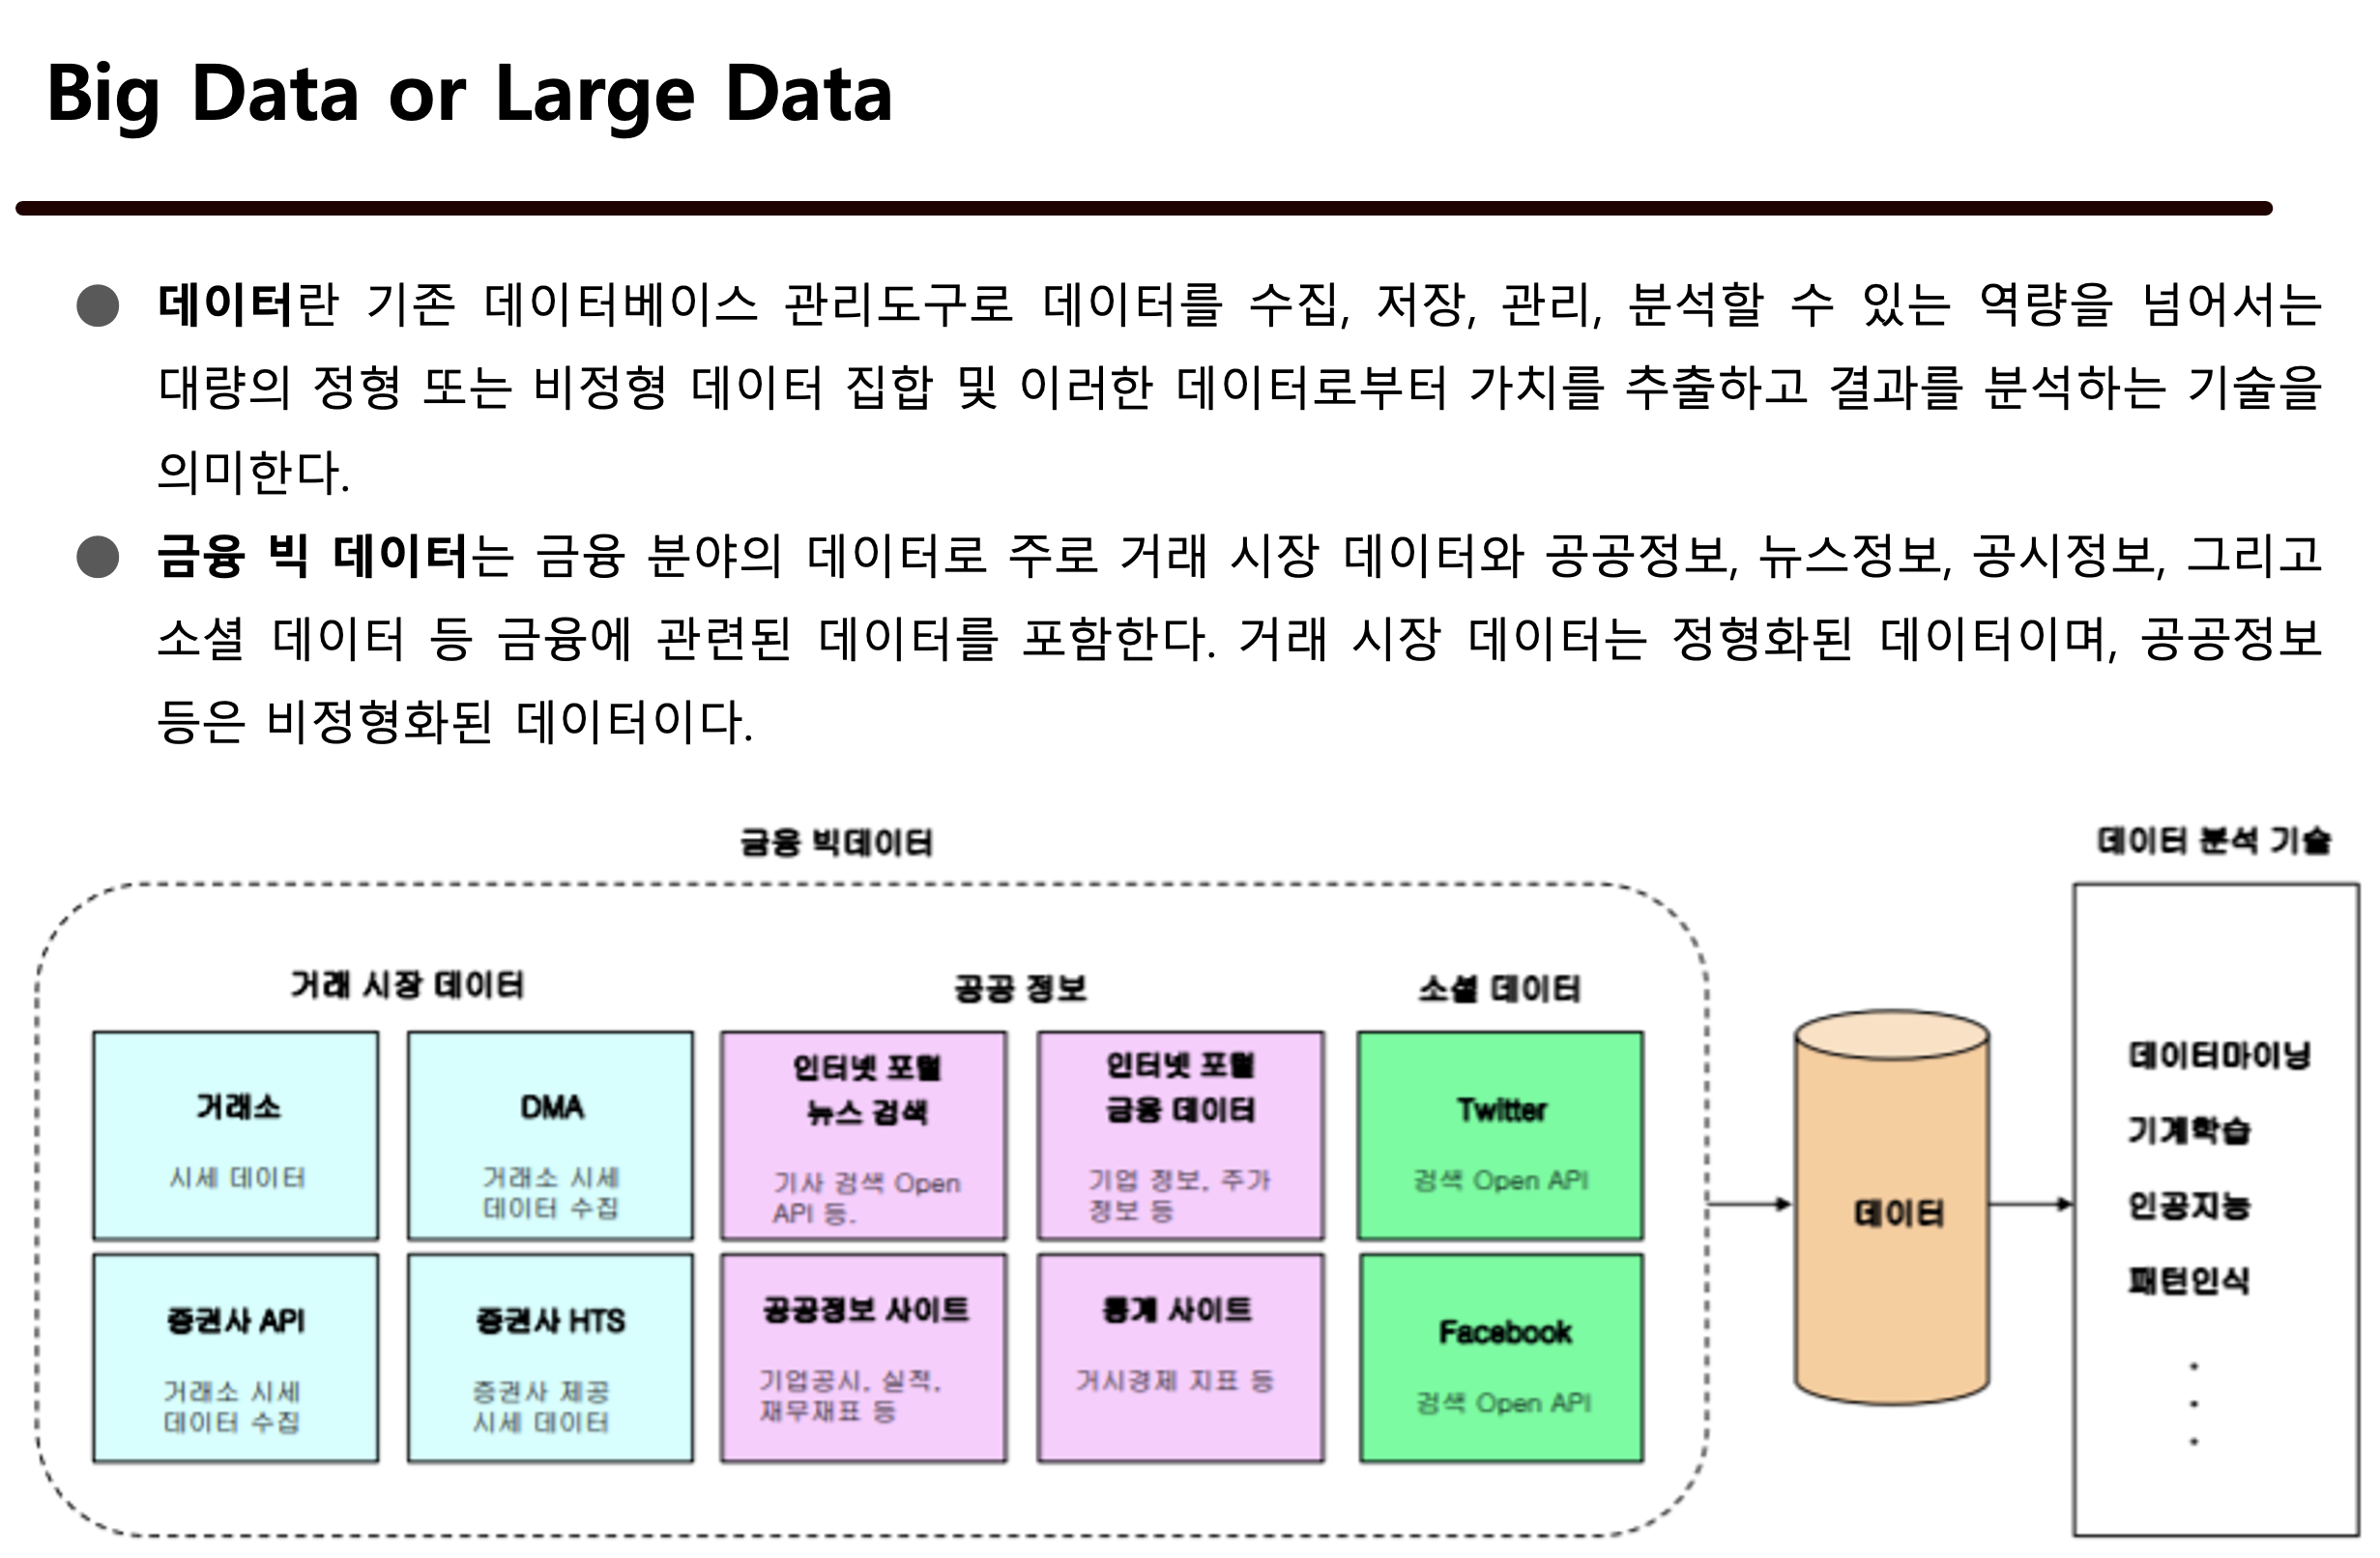 Big Data or Large Data
데이터란 기존 데이터베이스 관리도구로 데이터를 수집, 저장, 관리, 분석할 수 있는 역량을 넘어서는
대량의 정형 또는 비정형 데이터 집합 및 이러한 데이터로부터 가치를 추출하고 결과를 분석하는 기술을
의미한다.
금융 빅 데이터는 금융 분야의 데이터로 주로 거래 시장 데이터와 공공정보, 뉴스정보, 공시정보, 그리고
소셜 데이터 등 금융에 관련된 데이터를 포함한다. 거래 시장 데이터는 정형화된 데이터이며, 공공정보
등은 비정형화된 데이터이다.
금융 빅데이터
거래 시장 데이터
공공 정보
소셜 데이터
거래소
시세 데이터
DMA
거래소 시세
데이터 수집
인터넷 포털
뉴스 검색
기사 검색 Open
API 등.
인터넷 포털
금융 데이터
기업 정보, 주가
정보 등
Twitter
검색 Open API
증권사 API
거래소 시세
데이터 수집
증권사 HTS
증권사 제공
시세 데이터
공공정보 사이트
기업공시, 실적,
재무재표 등
통계 사이트
거시경제 지표 등
Facebook
검색 Open API
데이터
데이터 분석 기술
데이터마이닝
기계학습
인공지능
패턴인식